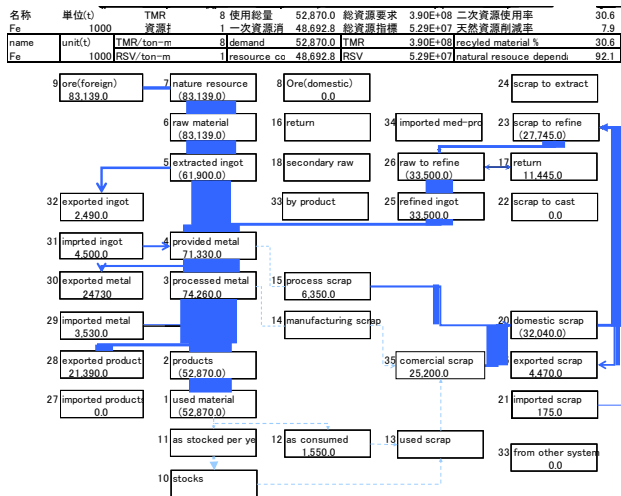 名称 単位(t) TMR 8 使用総量 52,870.0 総資源要求 3.90E+08 二次資源使用率 30.6
Fe 1000 資源 1 一次資源消 48,692.8 総資源指標 5.29E+07 天然資源削減率 7.9
name unit(t) TMR/ton-m 8 demand 52,870.0 TMR 3.90E+08 recyled material % 30.6
Fe 1000 RSV/ton-m 1 resource co 48,692.8 RSV 5.29E+07 natural resouce depend 92.1
9 ore(foreign) 83,139.0
7 nature resource (83,139.0)
8 Ore(domestic) 0.0
24 scrap to extract
6 raw material (83,139.0)
16 return
34 imported med-pro
23 scrap to refine (27,745.0)
5 extracted ingot (61,900.0)
18 secondary raw
26 raw to refine (33,500.0)
17 return 11,445.0
32 exported ingot 2,490.0
33 by product
25 refined ingot 33,500.0
22 scrap to cast 0.0
31 imprted ingot 4,500.0
4 provided metal 71,330.0
30 exported metal 24730
3 processed metal 74,260.0
15 process scrap 6,350.0
29 imported metal 3,530.0
14 manufacturing scrap
20 domestic scrap (32,040.0)
28 exported product 21,390.0
2 products (52,870.0)
35 comercial scrap 25,200.0
exported scrap 4,470.0
27 imported products 0.0
1 used material (52,870.0)
21 imported scrap 175.0
11 as stocked per ye
12 as consumed 1,550.0
13 used scrap
33 from other system 0.0
10 stocks